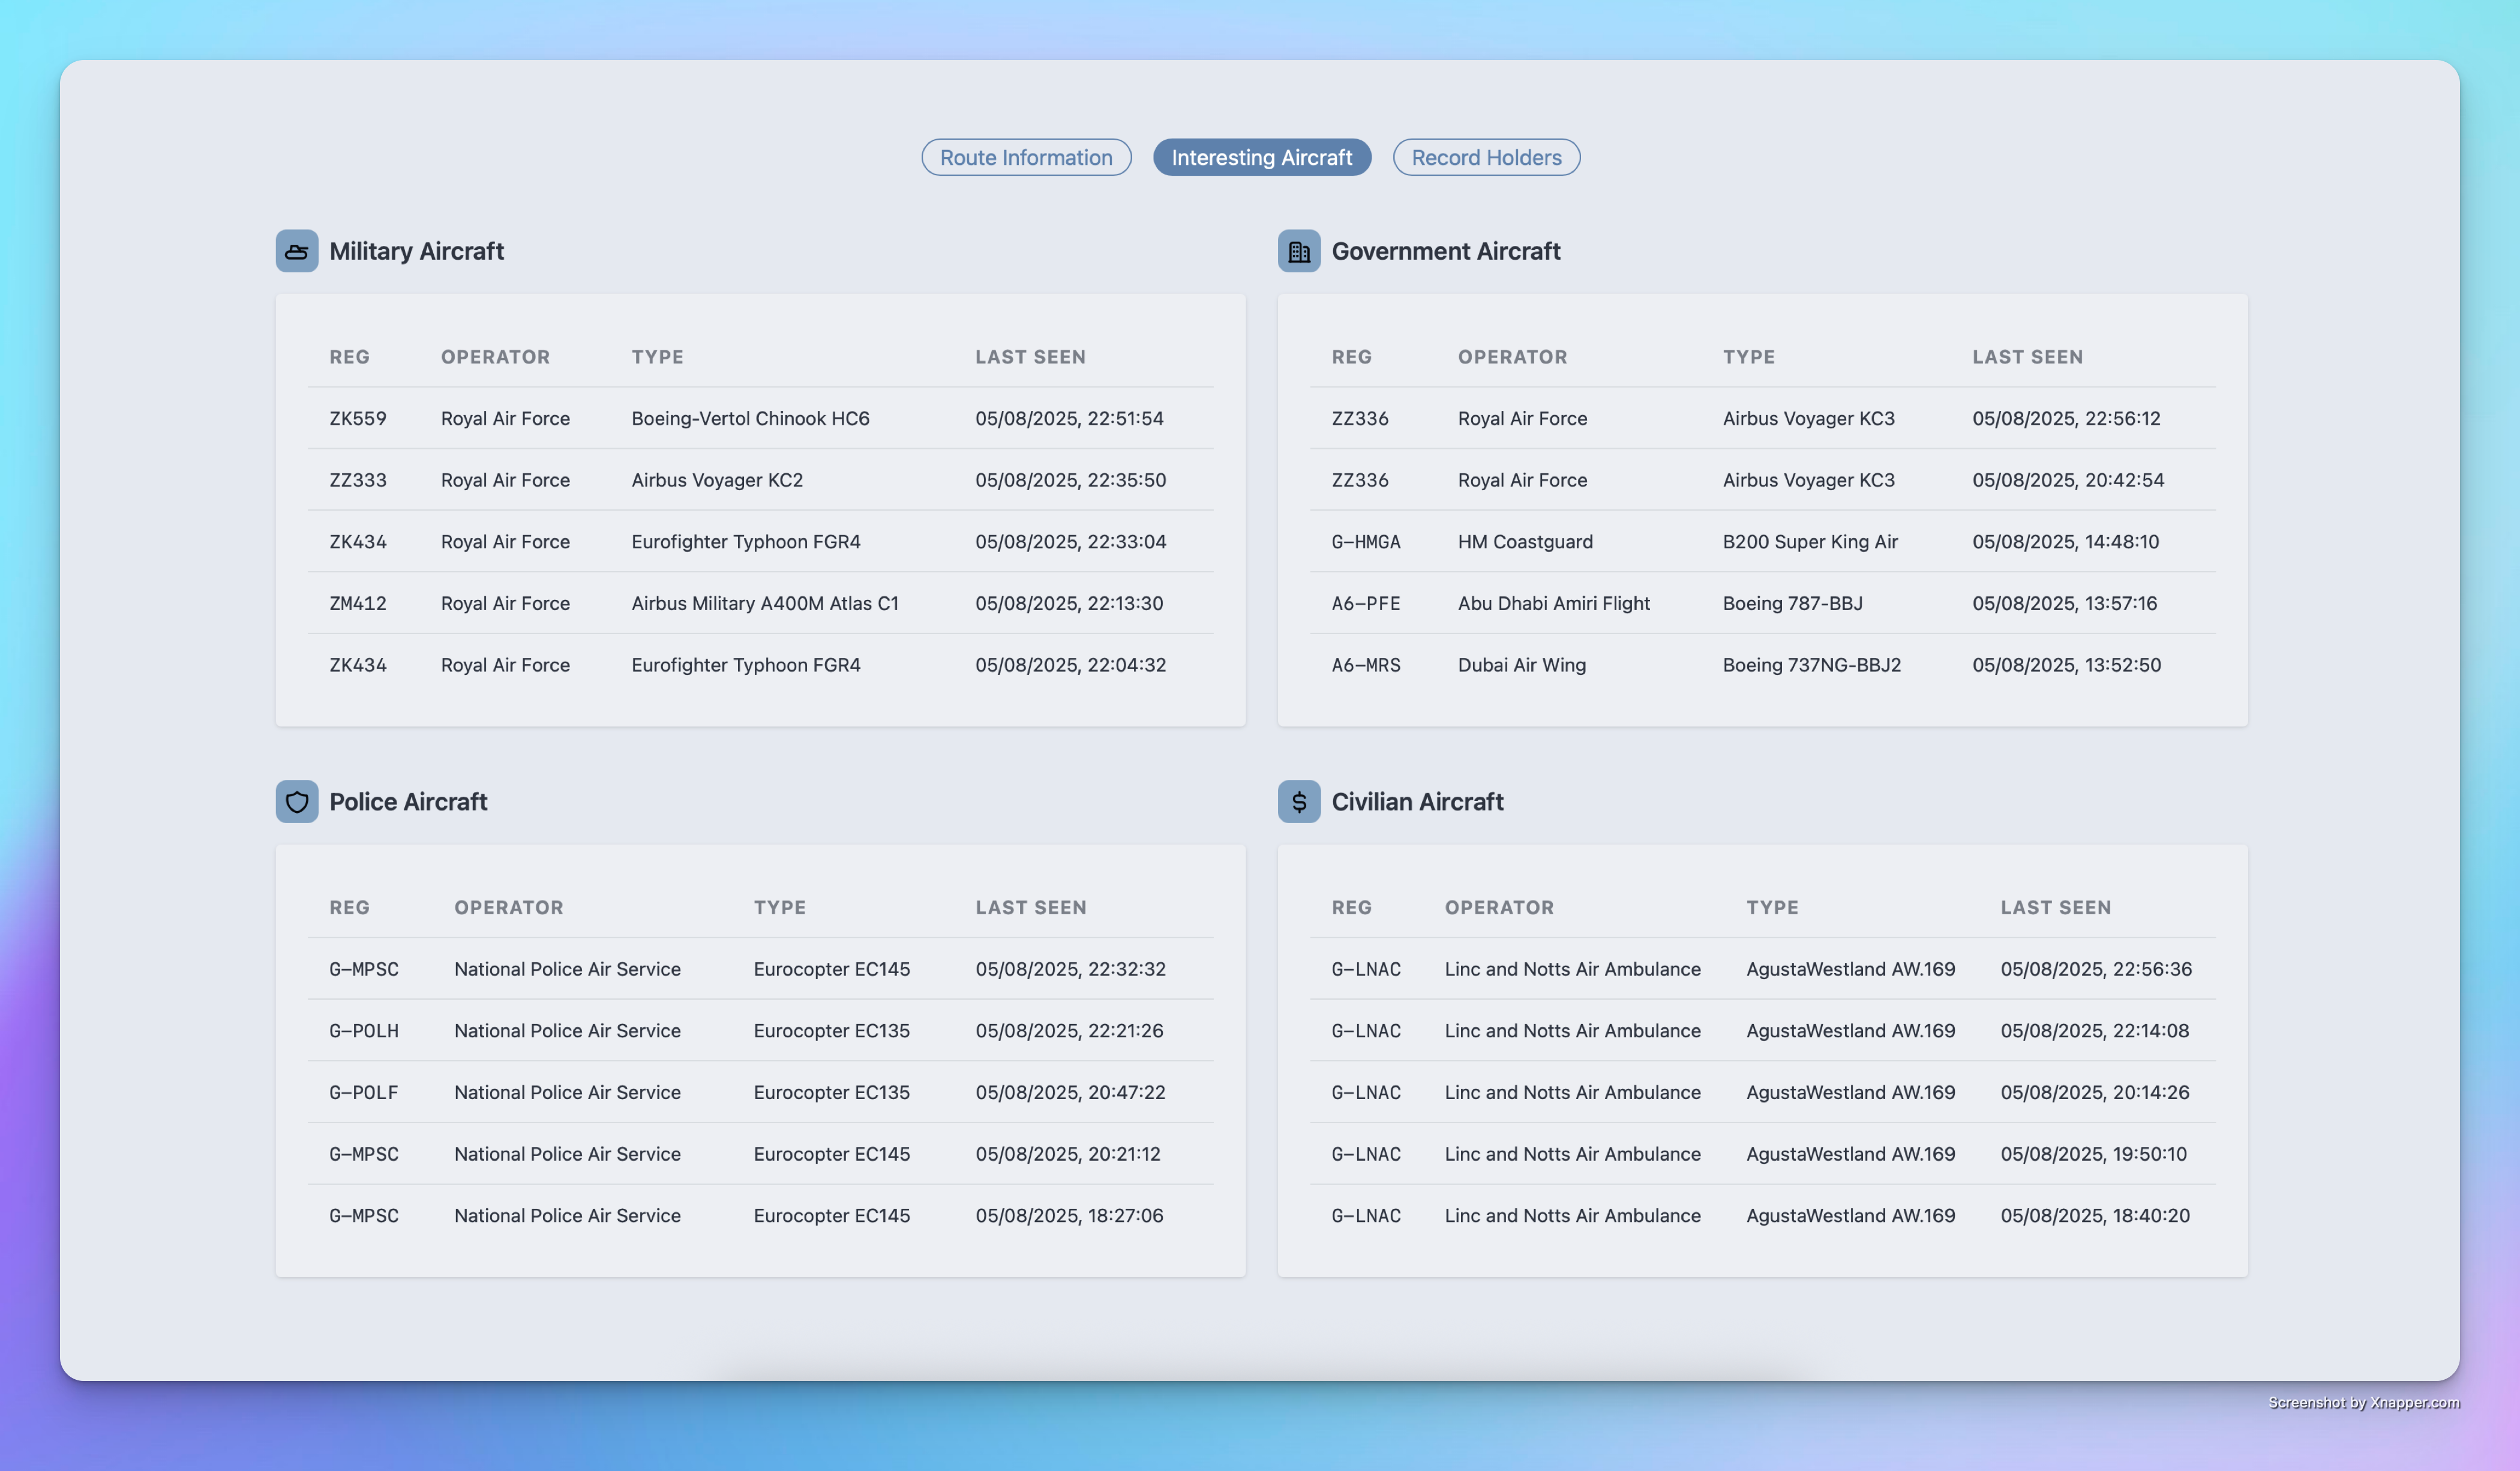 Route Information Interesting Aircraft Record Holders
Military Aircraft
REG OPERATOR TYPE LAST SEEN
ZK559 Royal Air Force Boeing-Vertol Chinook HC6 05/08/2025, 22:51:54
ZZ333 Royal Air Force Airbus Voyager KC2 05/08/2025, 22:35:50
ZK434 Royal Air Force Eurofighter Typhoon FGR4 05/08/2025, 22:33:04
ZM412 Royal Air Force Airbus Military A400M Atlas C1 05/08/2025, 22:13:30
ZK434 Royal Air Force Eurofighter Typhoon FGR4 05/08/2025, 22:04:32
Government Aircraft
REG OPERATOR TYPE LAST SEEN
ZZ336 Royal Air Force Airbus Voyager KC3 05/08/2025, 22:56:12
ZZ336 Royal Air Force Airbus Voyager KC3 05/08/2025, 20:42:54
G-HMGA HM Coastguard B200 Super King Air 05/08/2025, 14:48:10
A6-PFE Abu Dhabi Amiri Flight Boeing 787-BBJ 05/08/2025, 13:57:16
A6-MRS Dubai Air Wing Boeing 737NG-BBJ2 05/08/2025, 13:52:50
Police Aircraft
REG OPERATOR TYPE LAST SEEN
G-MPSC National Police Air Service Eurocopter EC145 05/08/2025, 22:32:32
G-POLH National Police Air Service Eurocopter EC135 05/08/2025, 22:21:26
G-POLF National Police Air Service Eurocopter EC135 05/08/2025, 20:47:22
G-MPSC National Police Air Service Eurocopter EC145 05/08/2025, 20:21:12
G-MPSC National Police Air Service Eurocopter EC145 05/08/2025, 18:27:06
Civilian Aircraft
REG OPERATOR TYPE LAST SEEN
G-LNAC Linc and Notts Air Ambulance AgustaWestland AW.169 05/08/2025, 22:56:36
G-LNAC Linc and Notts Air Ambulance AgustaWestland AW.169 05/08/2025, 22:14:08
G-LNAC Linc and Notts Air Ambulance AgustaWestland AW.169 05/08/2025, 20:14:26
G-LNAC Linc and Notts Air Ambulance AgustaWestland AW.169 05/08/2025, 19:50:10
G-LNAC Linc and Notts Air Ambulance AgustaWestland AW.169 05/08/2025, 18:40:20
Screenshot by Xnapper.com